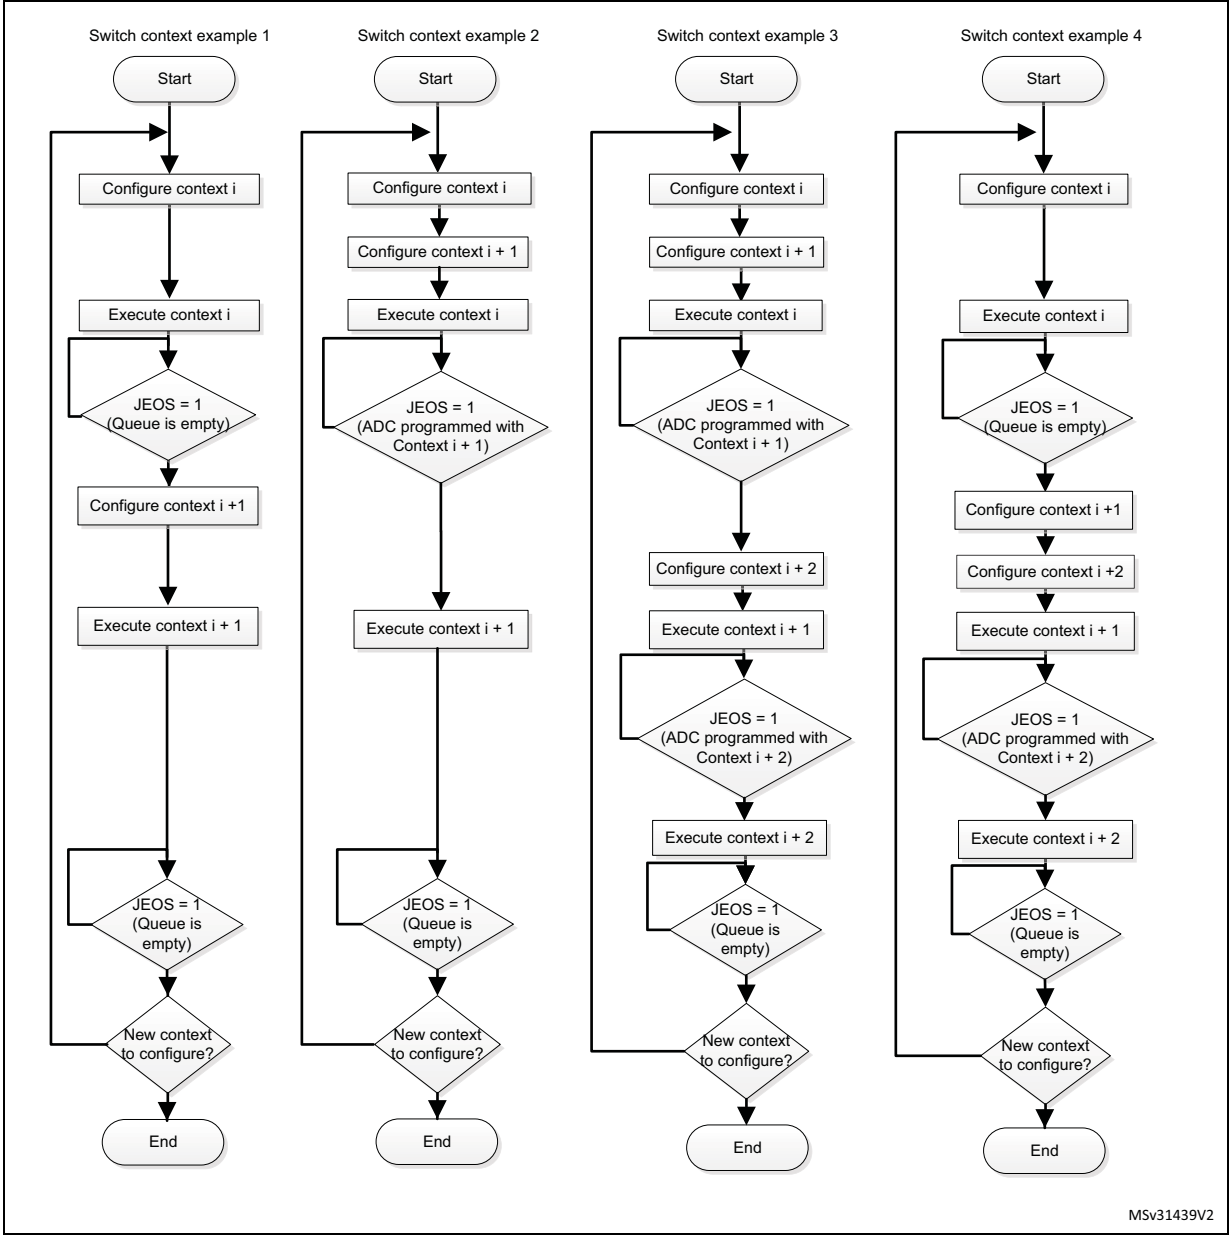 Switch context example 1
Start
Configure context i
Execute context i
JEOS = 1
(Queue is empty)
Configure context i +1
Execute context i + 1
JEOS = 1
(Queue is
empty)
New context
to configure?
End
Switch context example 2
Start
Configure context i
Configure context i + 1
Execute context i
JEOS = 1
(ADC programmed with
Context i + 1)
Execute context i + 1
JEOS = 1
(Queue is
empty)
New context
to configure?
End
Switch context example 3
Start
Configure context i
Configure context i + 1
Execute context i
JEOS = 1
(ADC programmed with
Context i + 1)
Configure context i + 2
Execute context i + 1
JEOS = 1
(ADC programmed with
Context i + 2)
Execute context i + 2
JEOS = 1
(Queue is
empty)
New context
to configure?
End
Switch context example 4
Start
Configure context i
Execute context i
JEOS = 1
(Queue is empty)
Configure context i +1
Configure context i +2
Execute context i + 1
JEOS = 1
(ADC programmed with
Context i + 2)
Execute context i + 2
JEOS = 1
(Queue is
empty)
New context
to configure?
End
MSv31439V2